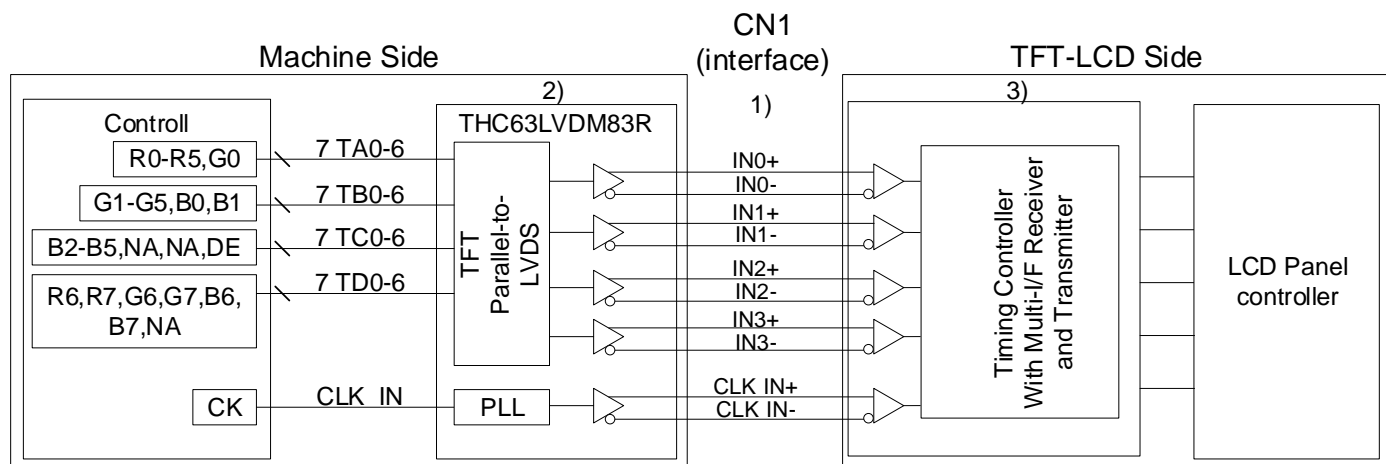 CN1
(interface)
Machine Side
TFT-LCD Side
2)
1)
3)
Controll
THC63LVDM83R
R0-R5,G0
7 TA0-6
G1-G5,B0,B1
7 TB0-6
B2-B5,NA,NA,DE
7 TC0-6
R6,R7,G6,G7,B6,
B7,NA
7 TD0-6
CK
CLK IN
TFT
Parallel-to-
LVDS
PLL
IN0+
IN0-
IN1+
IN1-
IN2+
IN2-
IN3+
IN3-
CLK IN+
CLK IN-
Timing Controller
With Multi-I/F Receiver
and Transmitter
LCD Panel
controller